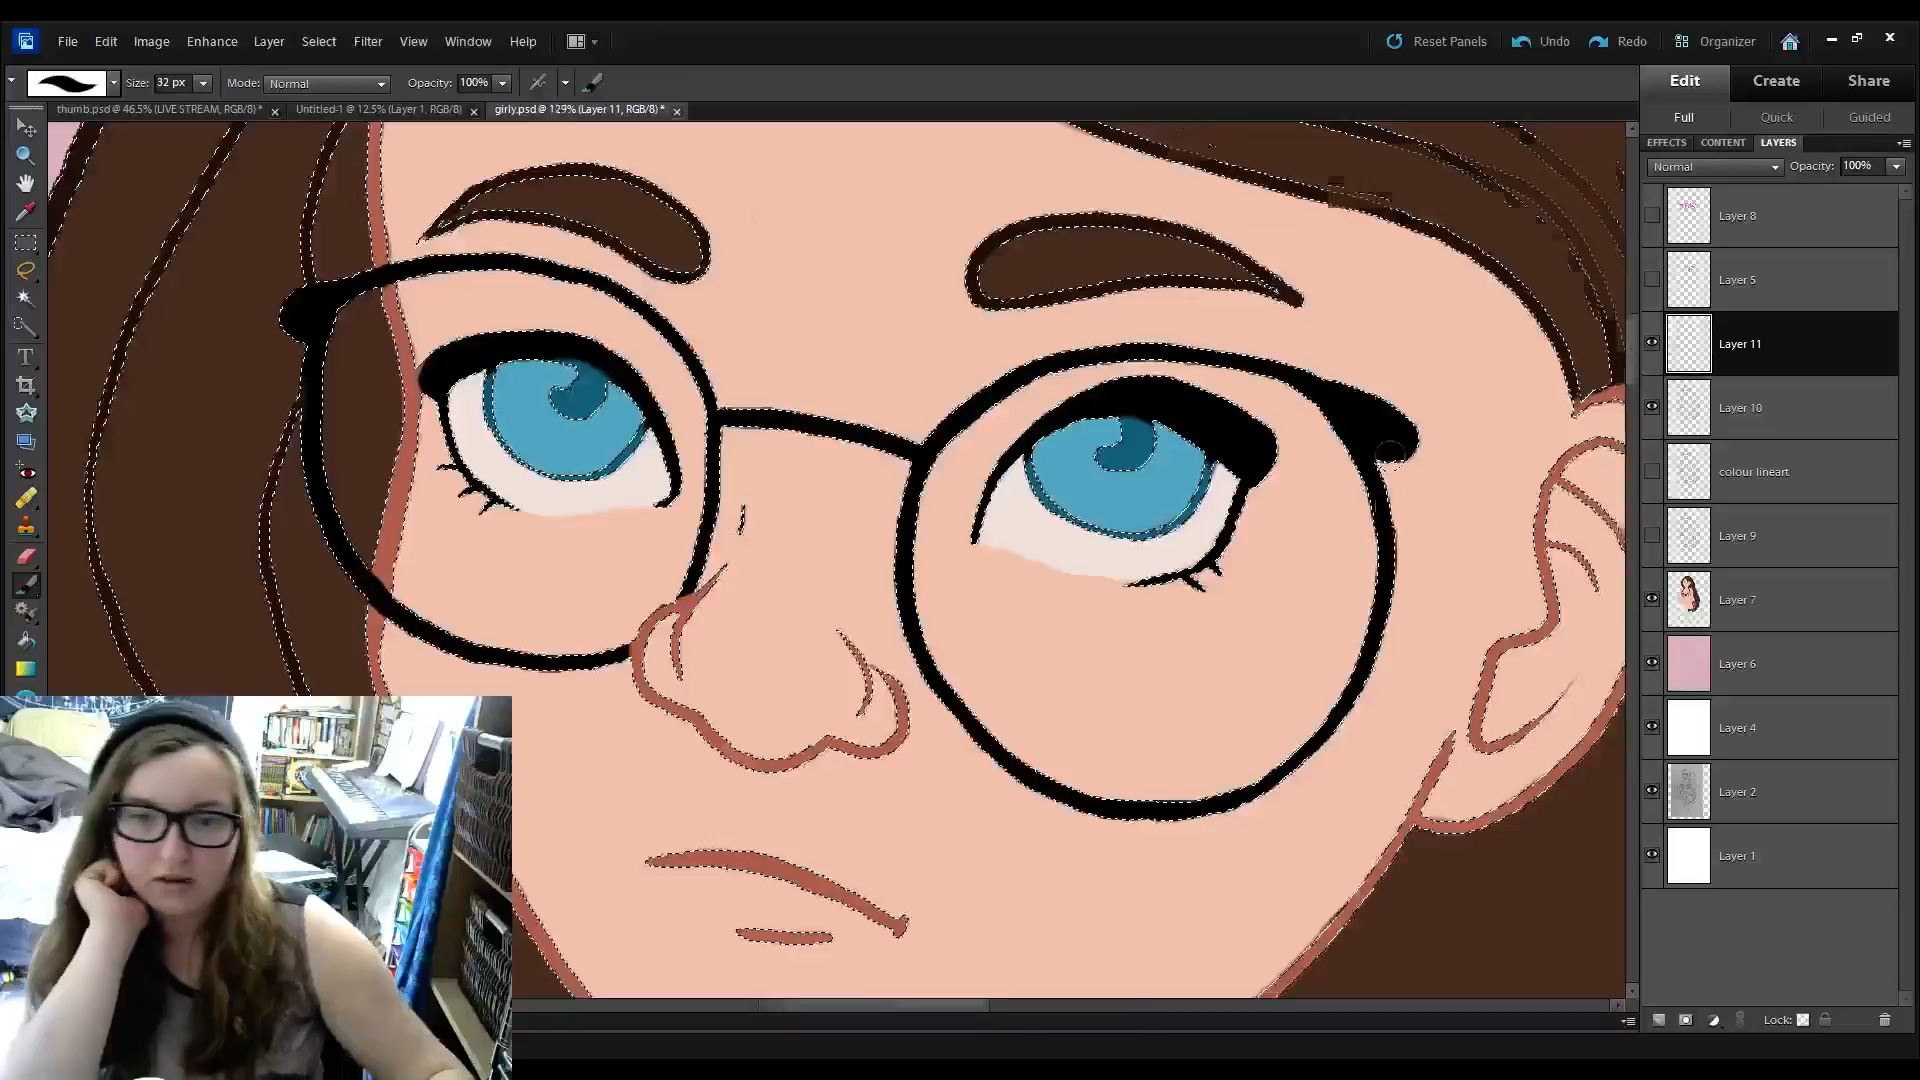 File Edit Image Enhance Layer Select Filter View Window Help Reset Panels Undo Redo Organizer
Size: 32 px Mode: Normal Opacity: 100% Edit Create Share
thumb.psd @ 46.5% (LIVE STREAM, RGB/8) * Untitled-1 @ 12.5% (Layer 1, RGB/8) girly.psd @ 129% (Layer 11, RGB/8) *
Full Quick Guided
EFFECTS CONTENT LAYERS
Normal Opacity: 100%
Layer 8
Layer 5
Layer 11
Layer 10
colour lineart
Layer 9
Layer 7
Layer 6
Layer 4
Layer 2
Layer 1
Lock: